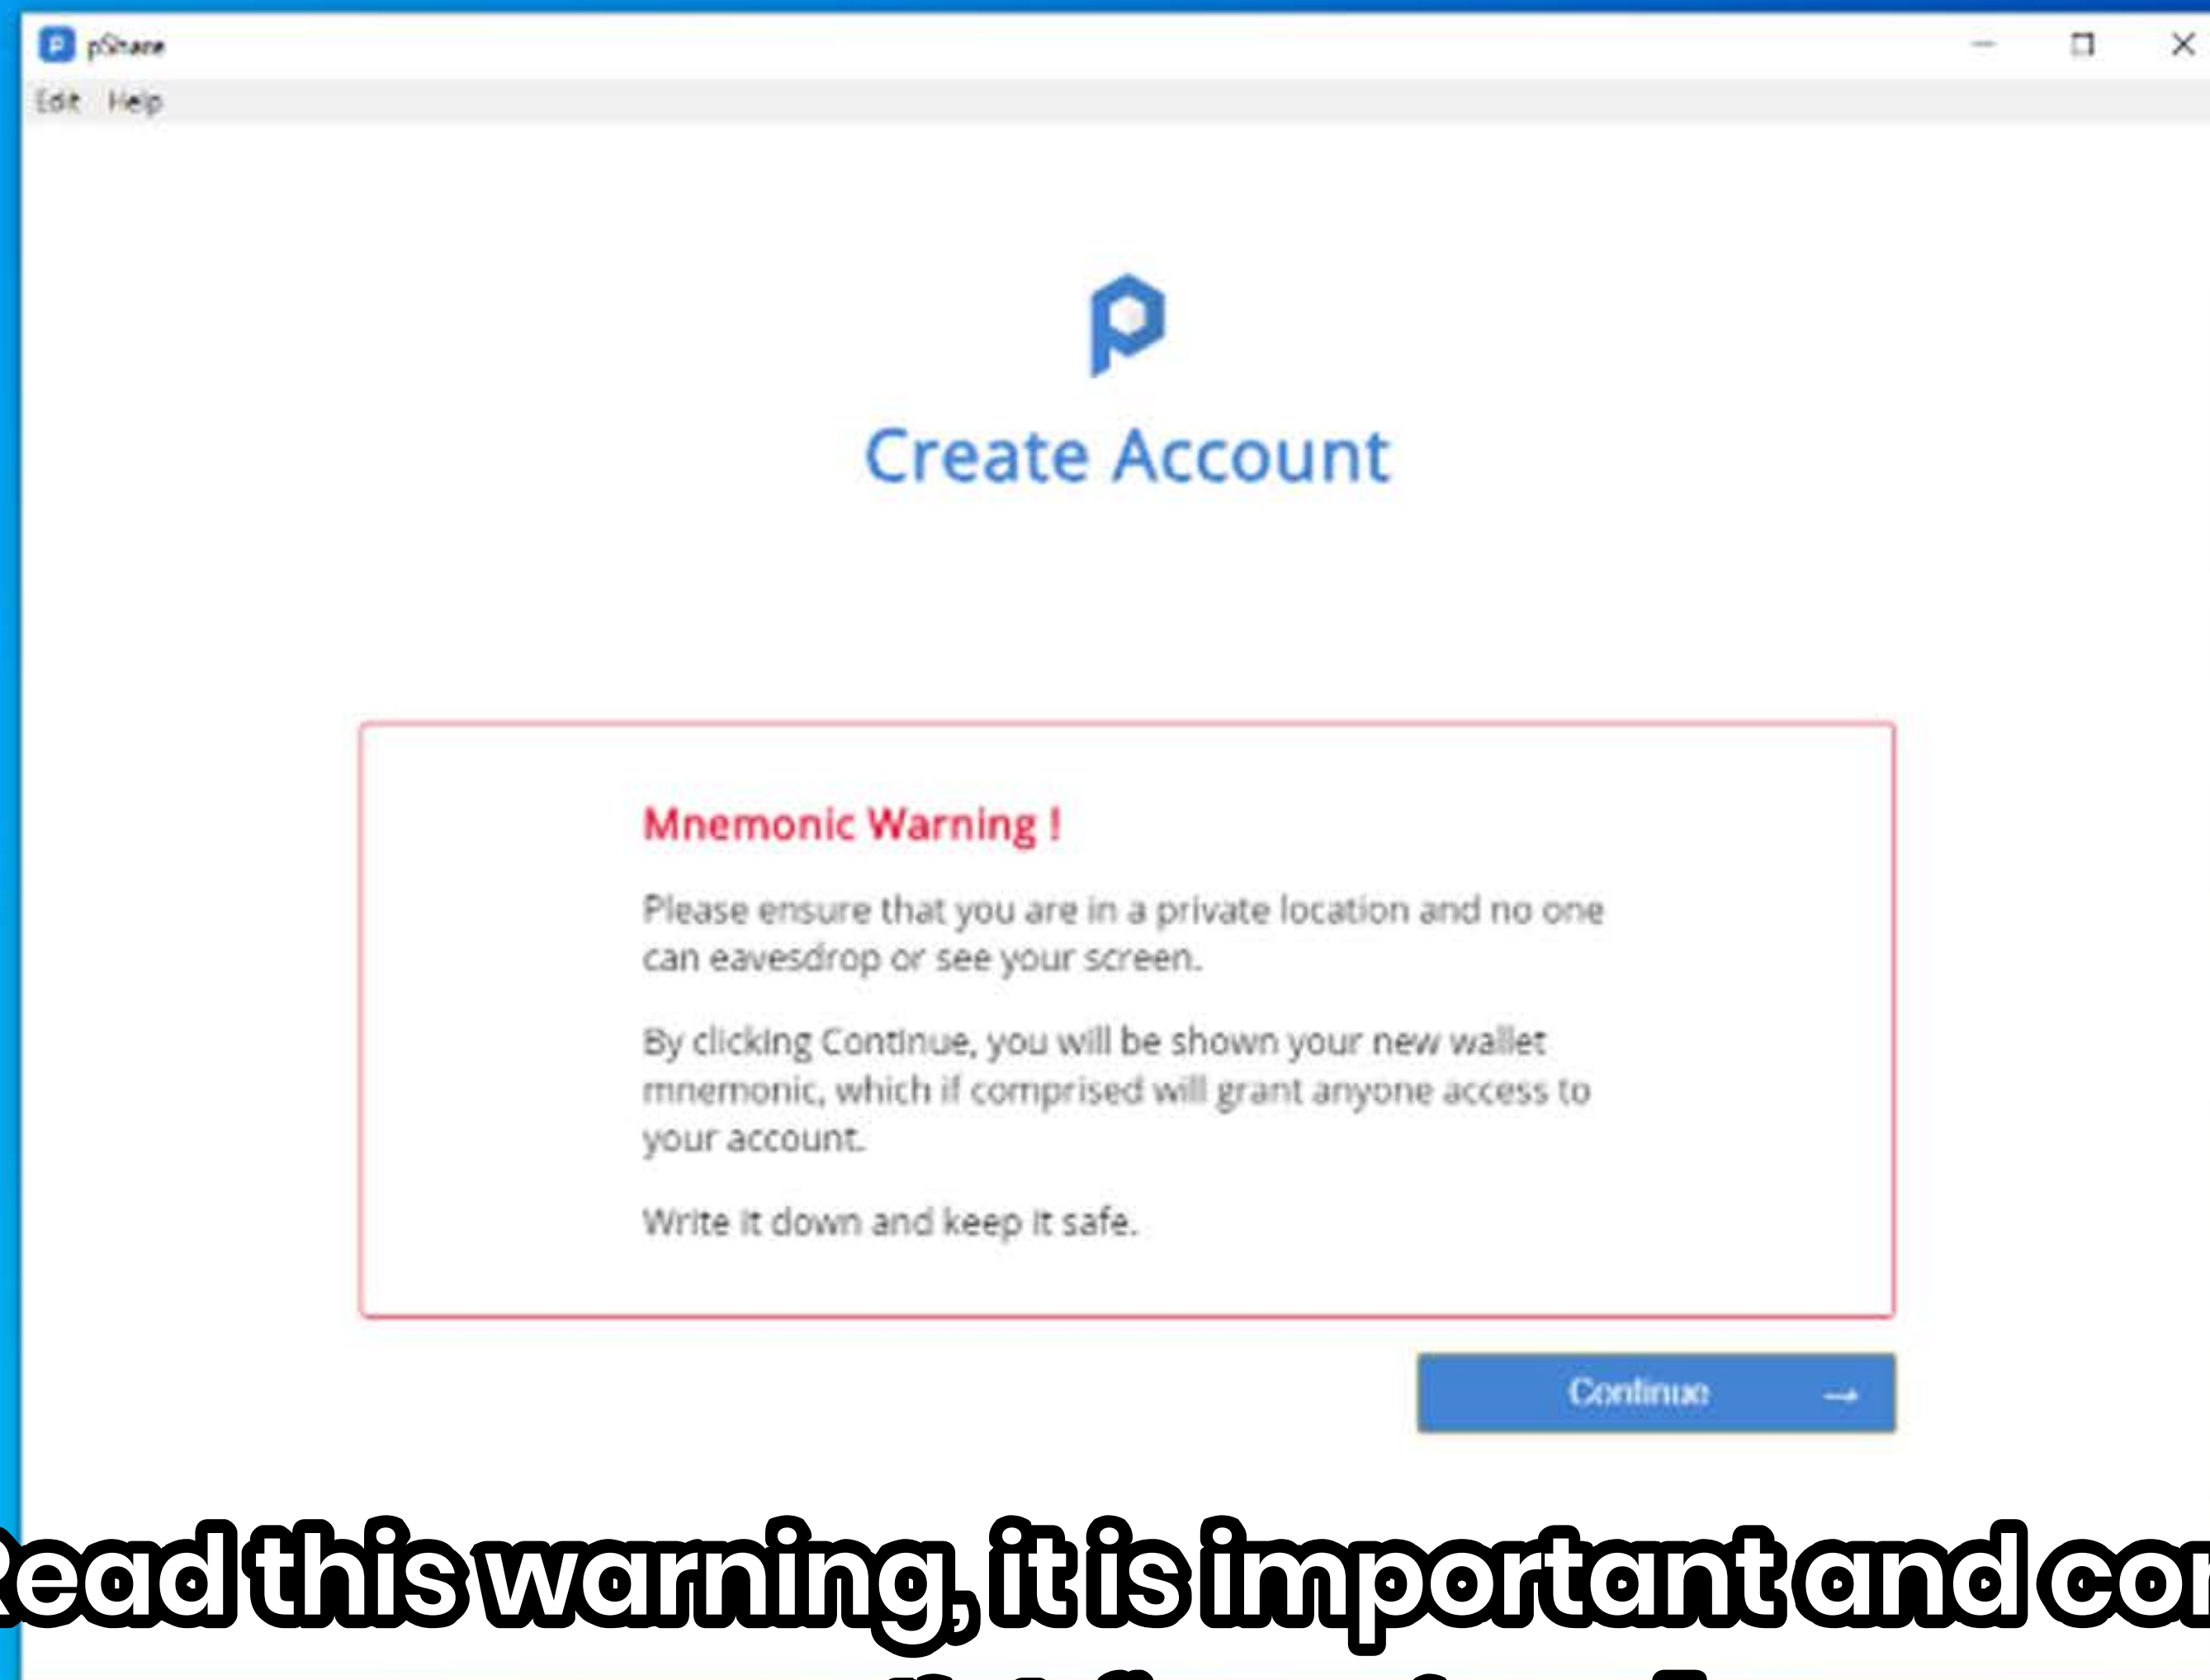 pShare
Edit Help
Create Account
Mnemonic Warning !
Please ensure that you are in a private location and no one
can eavesdrop or see your screen.
By clicking Continue, you will be shown your new wallet
mnemonic, which if comprised will grant anyone access to
your account.
Write it down and keep it safe.
Continue →
Read this warning, it is important and con